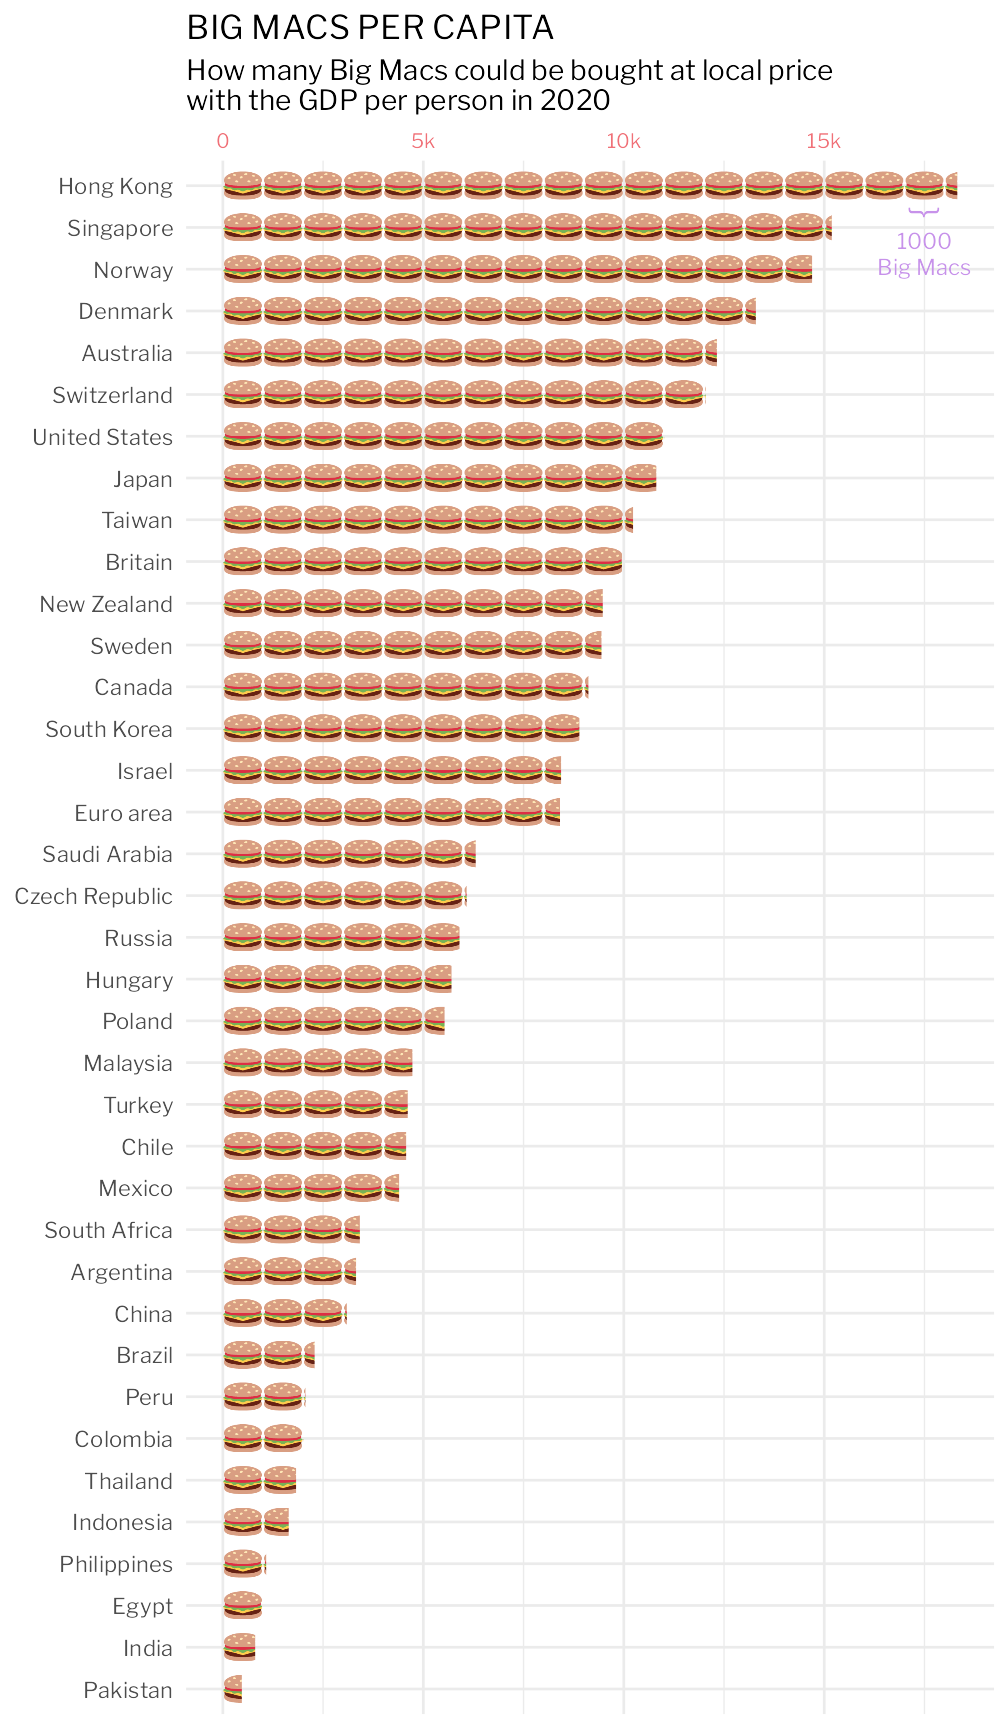 BIG MACS PER CAPITA
How many Big Macs could be bought at local price
with the GDP per person in 2020
0 5k 10k 15k
Hong Kong
Singapore
1000
Big Macs
Norway
Denmark
Australia
Switzerland
United States
Japan
Taiwan
Britain
New Zealand
Sweden
Canada
South Korea
Israel
Euro area
Saudi Arabia
Czech Republic
Russia
Hungary
Poland
Malaysia
Turkey
Chile
Mexico
South Africa
Argentina
China
Brazil
Peru
Colombia
Thailand
Indonesia
Philippines
Egypt
India
Pakistan